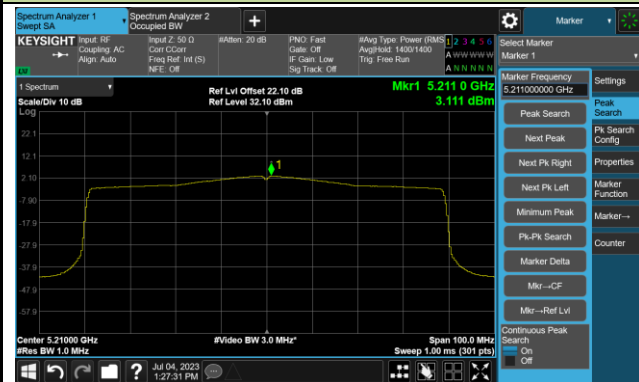 Spectrum Analyzer 1
Swept SA
Spectrum Analyzer 2
Occupied BW
Marker
KEYSIGHT
Input: RF
Coupling: AC
Align: Auto
Input Z: 50 Ω
Corr CCorr
Freq Ref: Int (S)
NFE: Off
#Atten: 20 dB
PNO: Fast
Gate: Off
IF Gain: Low
Sig Track: Off
#Avg Type: Power (RMS
Avg|Hold: 1400/1400
Trig: Free Run
1 2 3 4 5 6
A W W W W W
A N N N N N
LVI
Select Marker
Marker 1
1 Spectrum
Scale/Div 10 dB
Log
Ref Lvl Offset 22.10 dB
Ref Level 32.10 dBm
Mkr1 5.211 0 GHz
3.111 dBm
22.1
12.1
2.10
-7.90
-17.9
-27.9
-37.9
-47.9
-57.9
1
Center 5.21000 GHz
#Res BW 1.0 MHz
#Video BW 3.0 MHz*
Span 100.0 MHz
Sweep 1.00 ms (301 pts)
Marker Frequency
5.211000000 GHz
Peak Search
Next Peak
Next Pk Right
Next Pk Left
Minimum Peak
Pk-Pk Search
Marker Delta
Mkr→CF
Mkr→Ref Lvl
Continuous Peak
Search
On
Off
Settings
Peak
Search
Pk Search
Config
Properties
Marker
Function
Marker→
Counter
Jul 04, 2023
1:27:31 PM